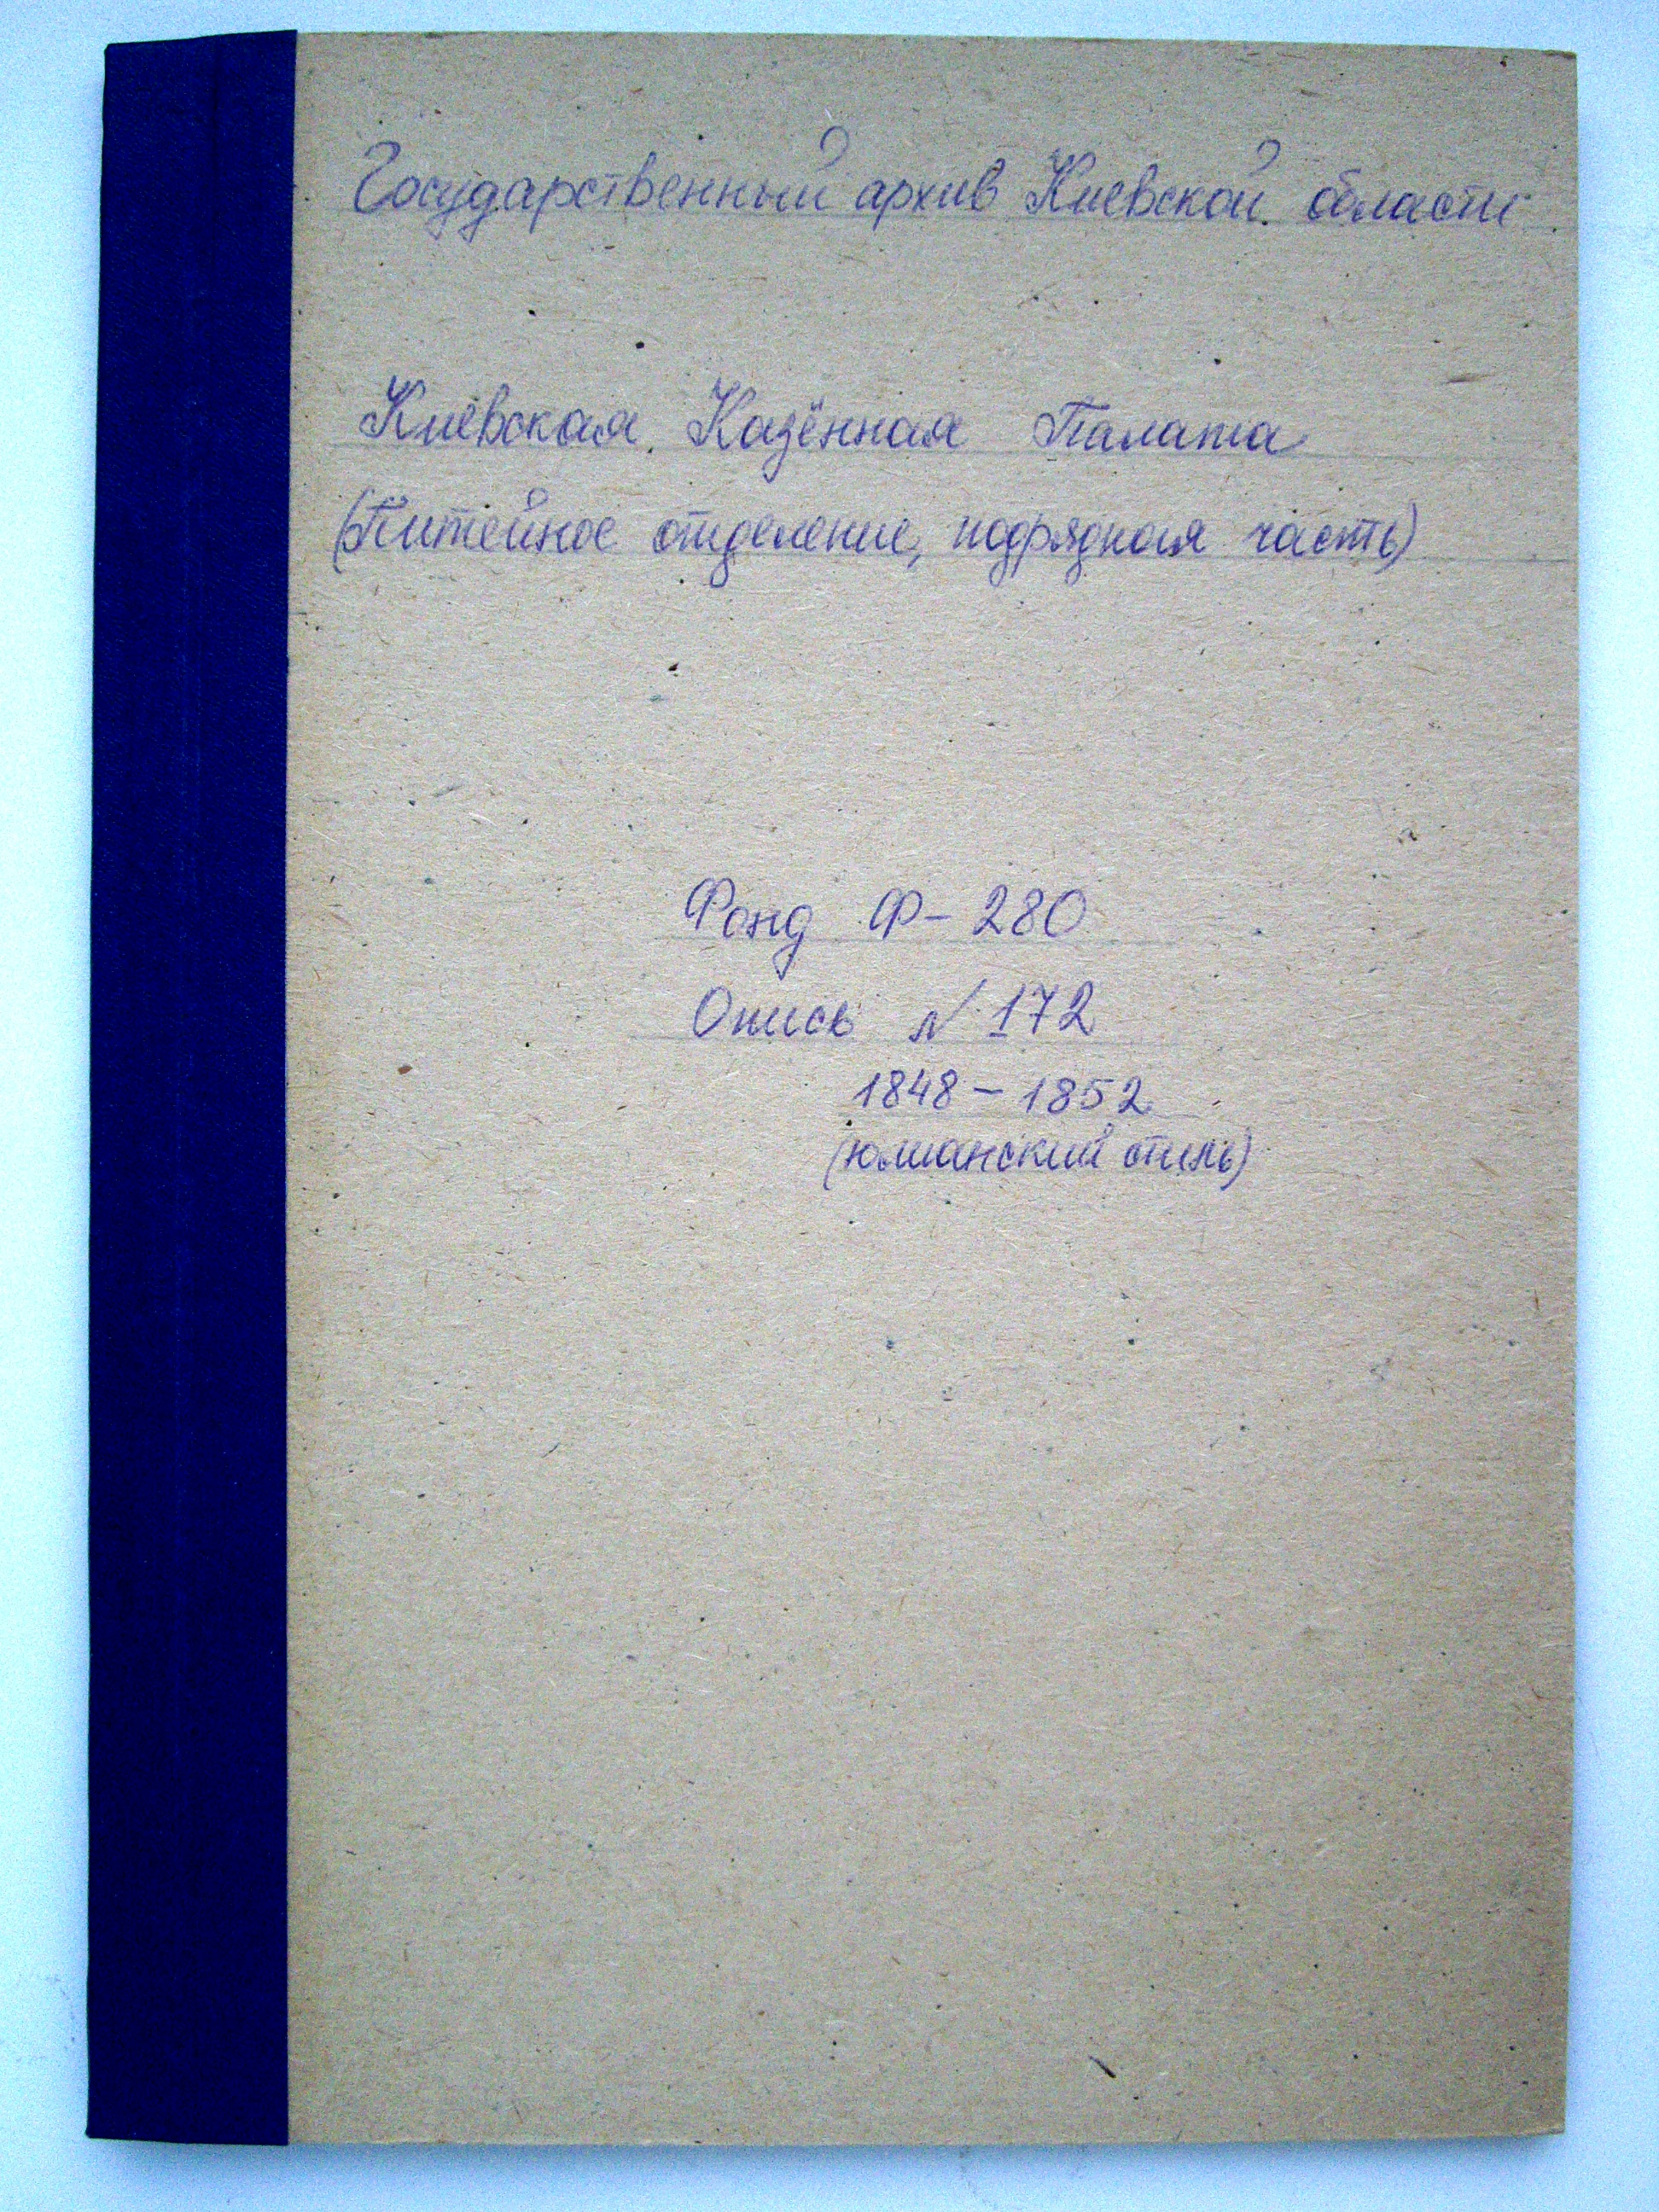 Государственный архив Киевской области
Киевская Казённая Палата
(Питейное отделение, подрядная часть)
Фонд Ф-280
Опись № 172
1848-1852
(юлианский стиль)